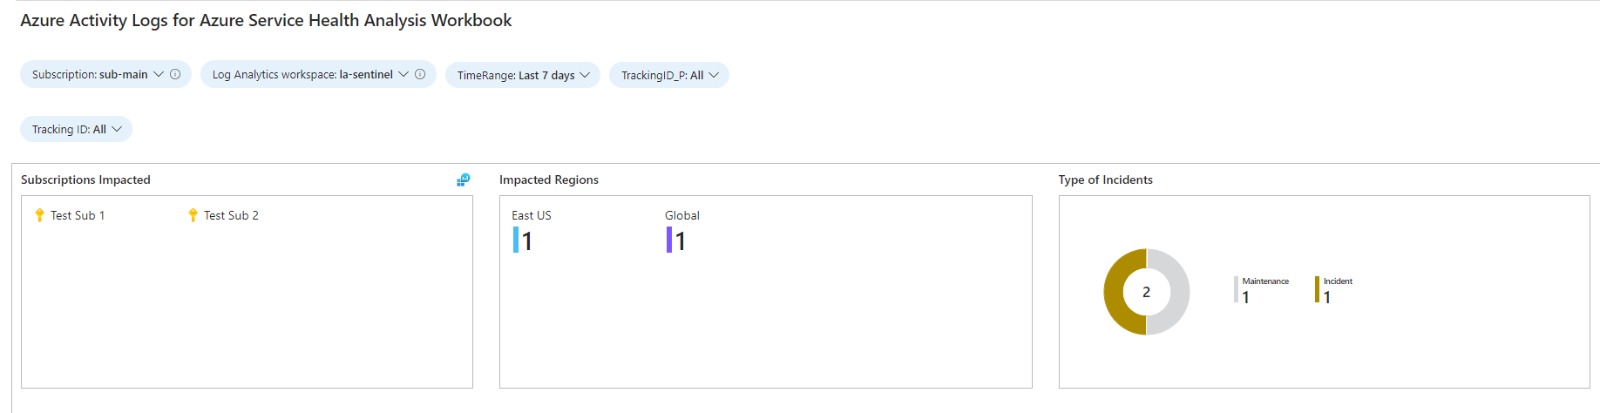 Azure Activity Logs for Azure Service Health Analysis Workbook
Subscription: sub-main
Log Analytics workspace: la-sentinel
TimeRange: Last 7 days
TrackingID_P: All
Tracking ID: All
Subscriptions Impacted
Test Sub 1
Test Sub 2
Impacted Regions
East US
1
Global
1
Type of Incidents
2
Maintenance
1
Incident
1